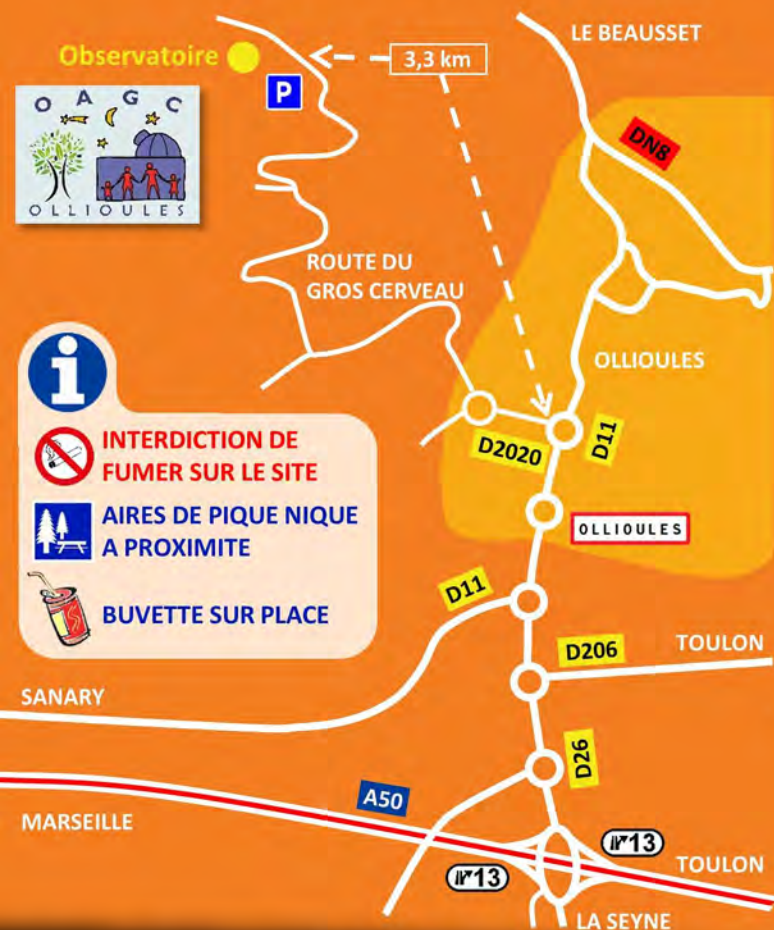 LE BEAUSSET
Observatoire
3,3 km
P
O A G C
OLLIOULES
DN8
ROUTE DU
GROS CERVEAU
OLLIOULES
i
INTERDICTION DE
FUMER SUR LE SITE
AIRES DE PIQUE NIQUE
A PROXIMITE
BUVETTE SUR PLACE
D2020
D11
OLLIOULES
D11
D206
TOULON
SANARY
D26
A50
MARSEILLE
13
13
TOULON
LA SEYNE